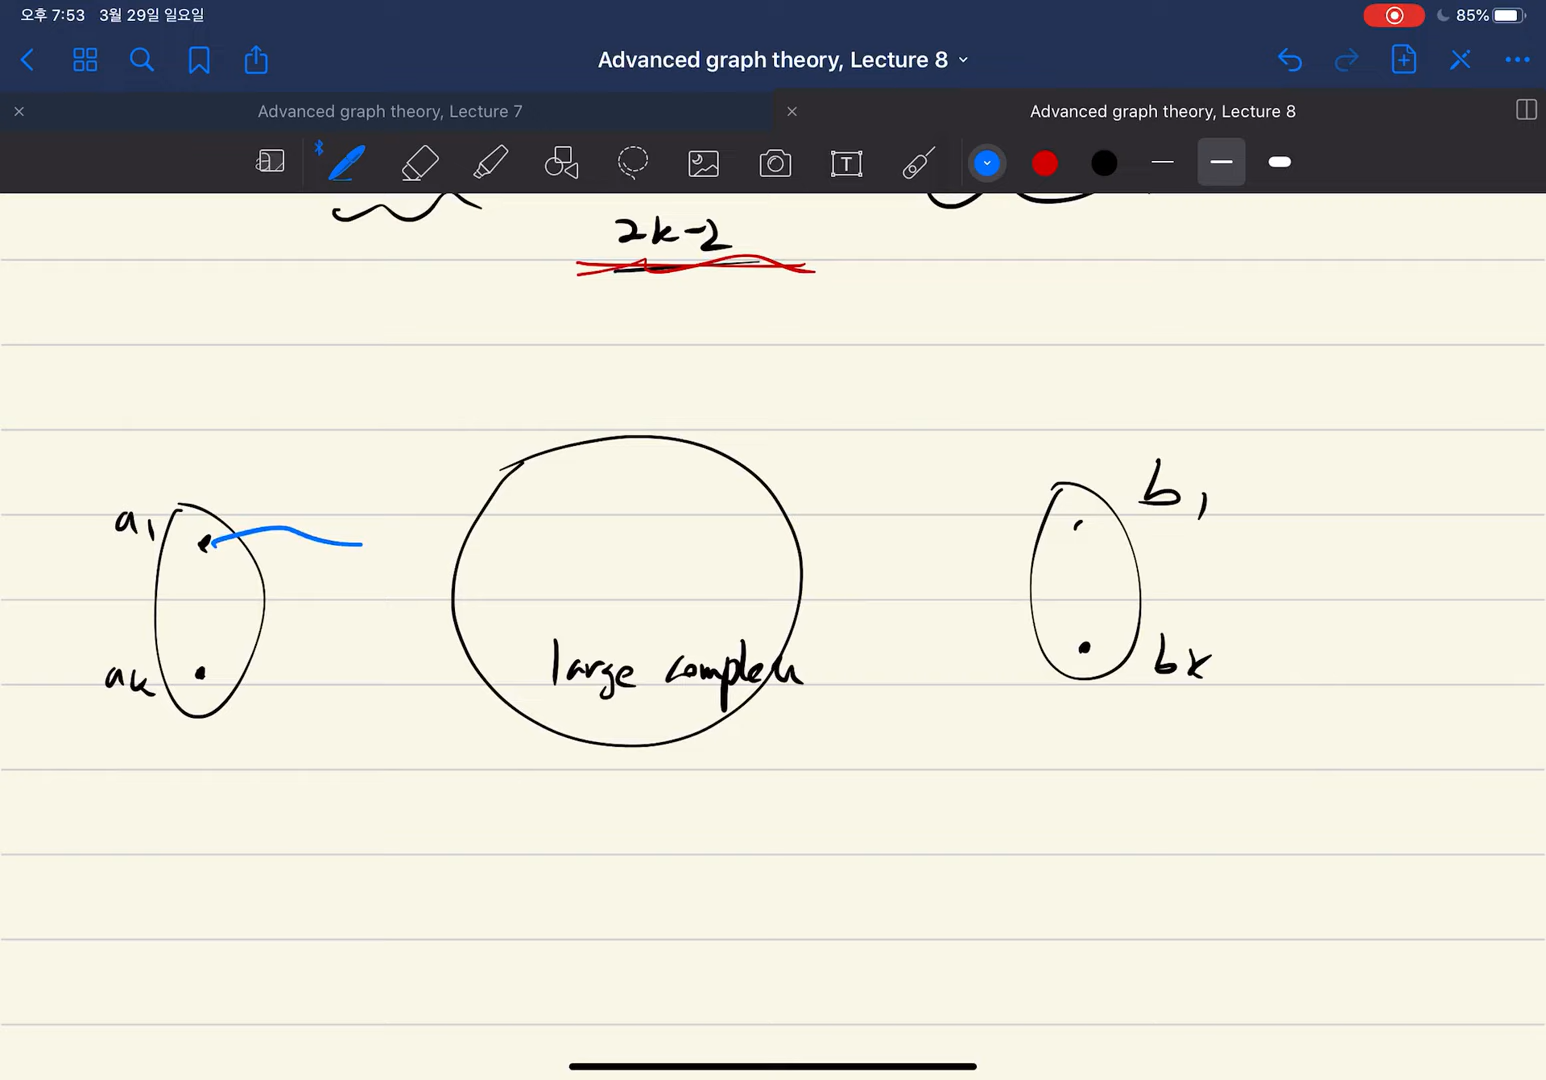 오후 7:53 3월 29일 일요일
85%
Advanced graph theory, Lecture 8
Advanced graph theory, Lecture 7
Advanced graph theory, Lecture 8
T
2k-2
a1
b1
large
ak
bk